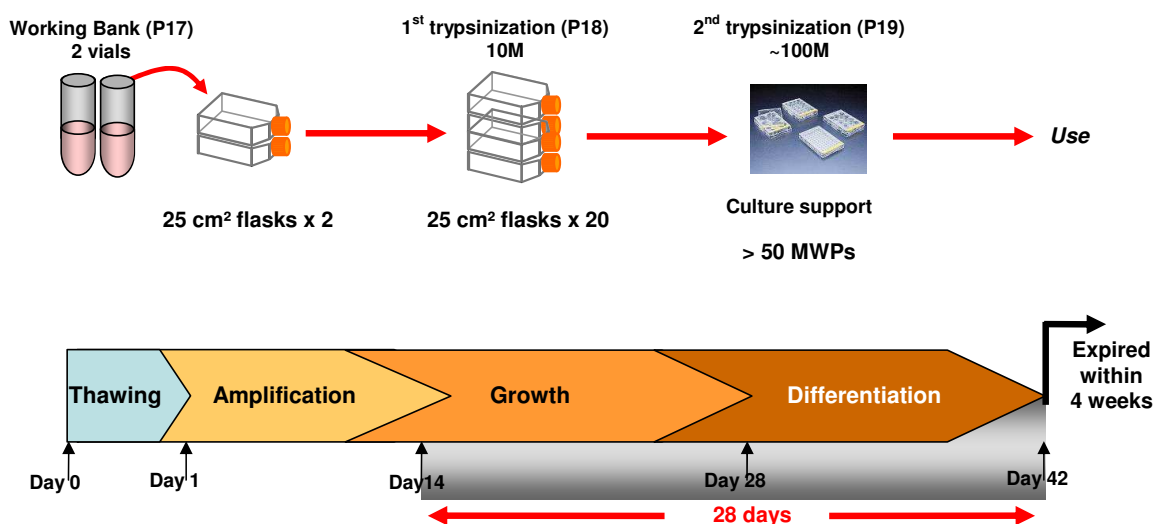 Working Bank (P17)
2 vials
1st trypsinization (P18)
10M
2nd trypsinization (P19)
~100M
Use
25 cm² flasks x 2
25 cm² flasks x 20
Culture support
> 50 MWPs
Thawing
Amplification
Growth
Differentiation
Expired
within
4 weeks
Day 0
Day 1
Day14
Day 28
Day 42
28 days